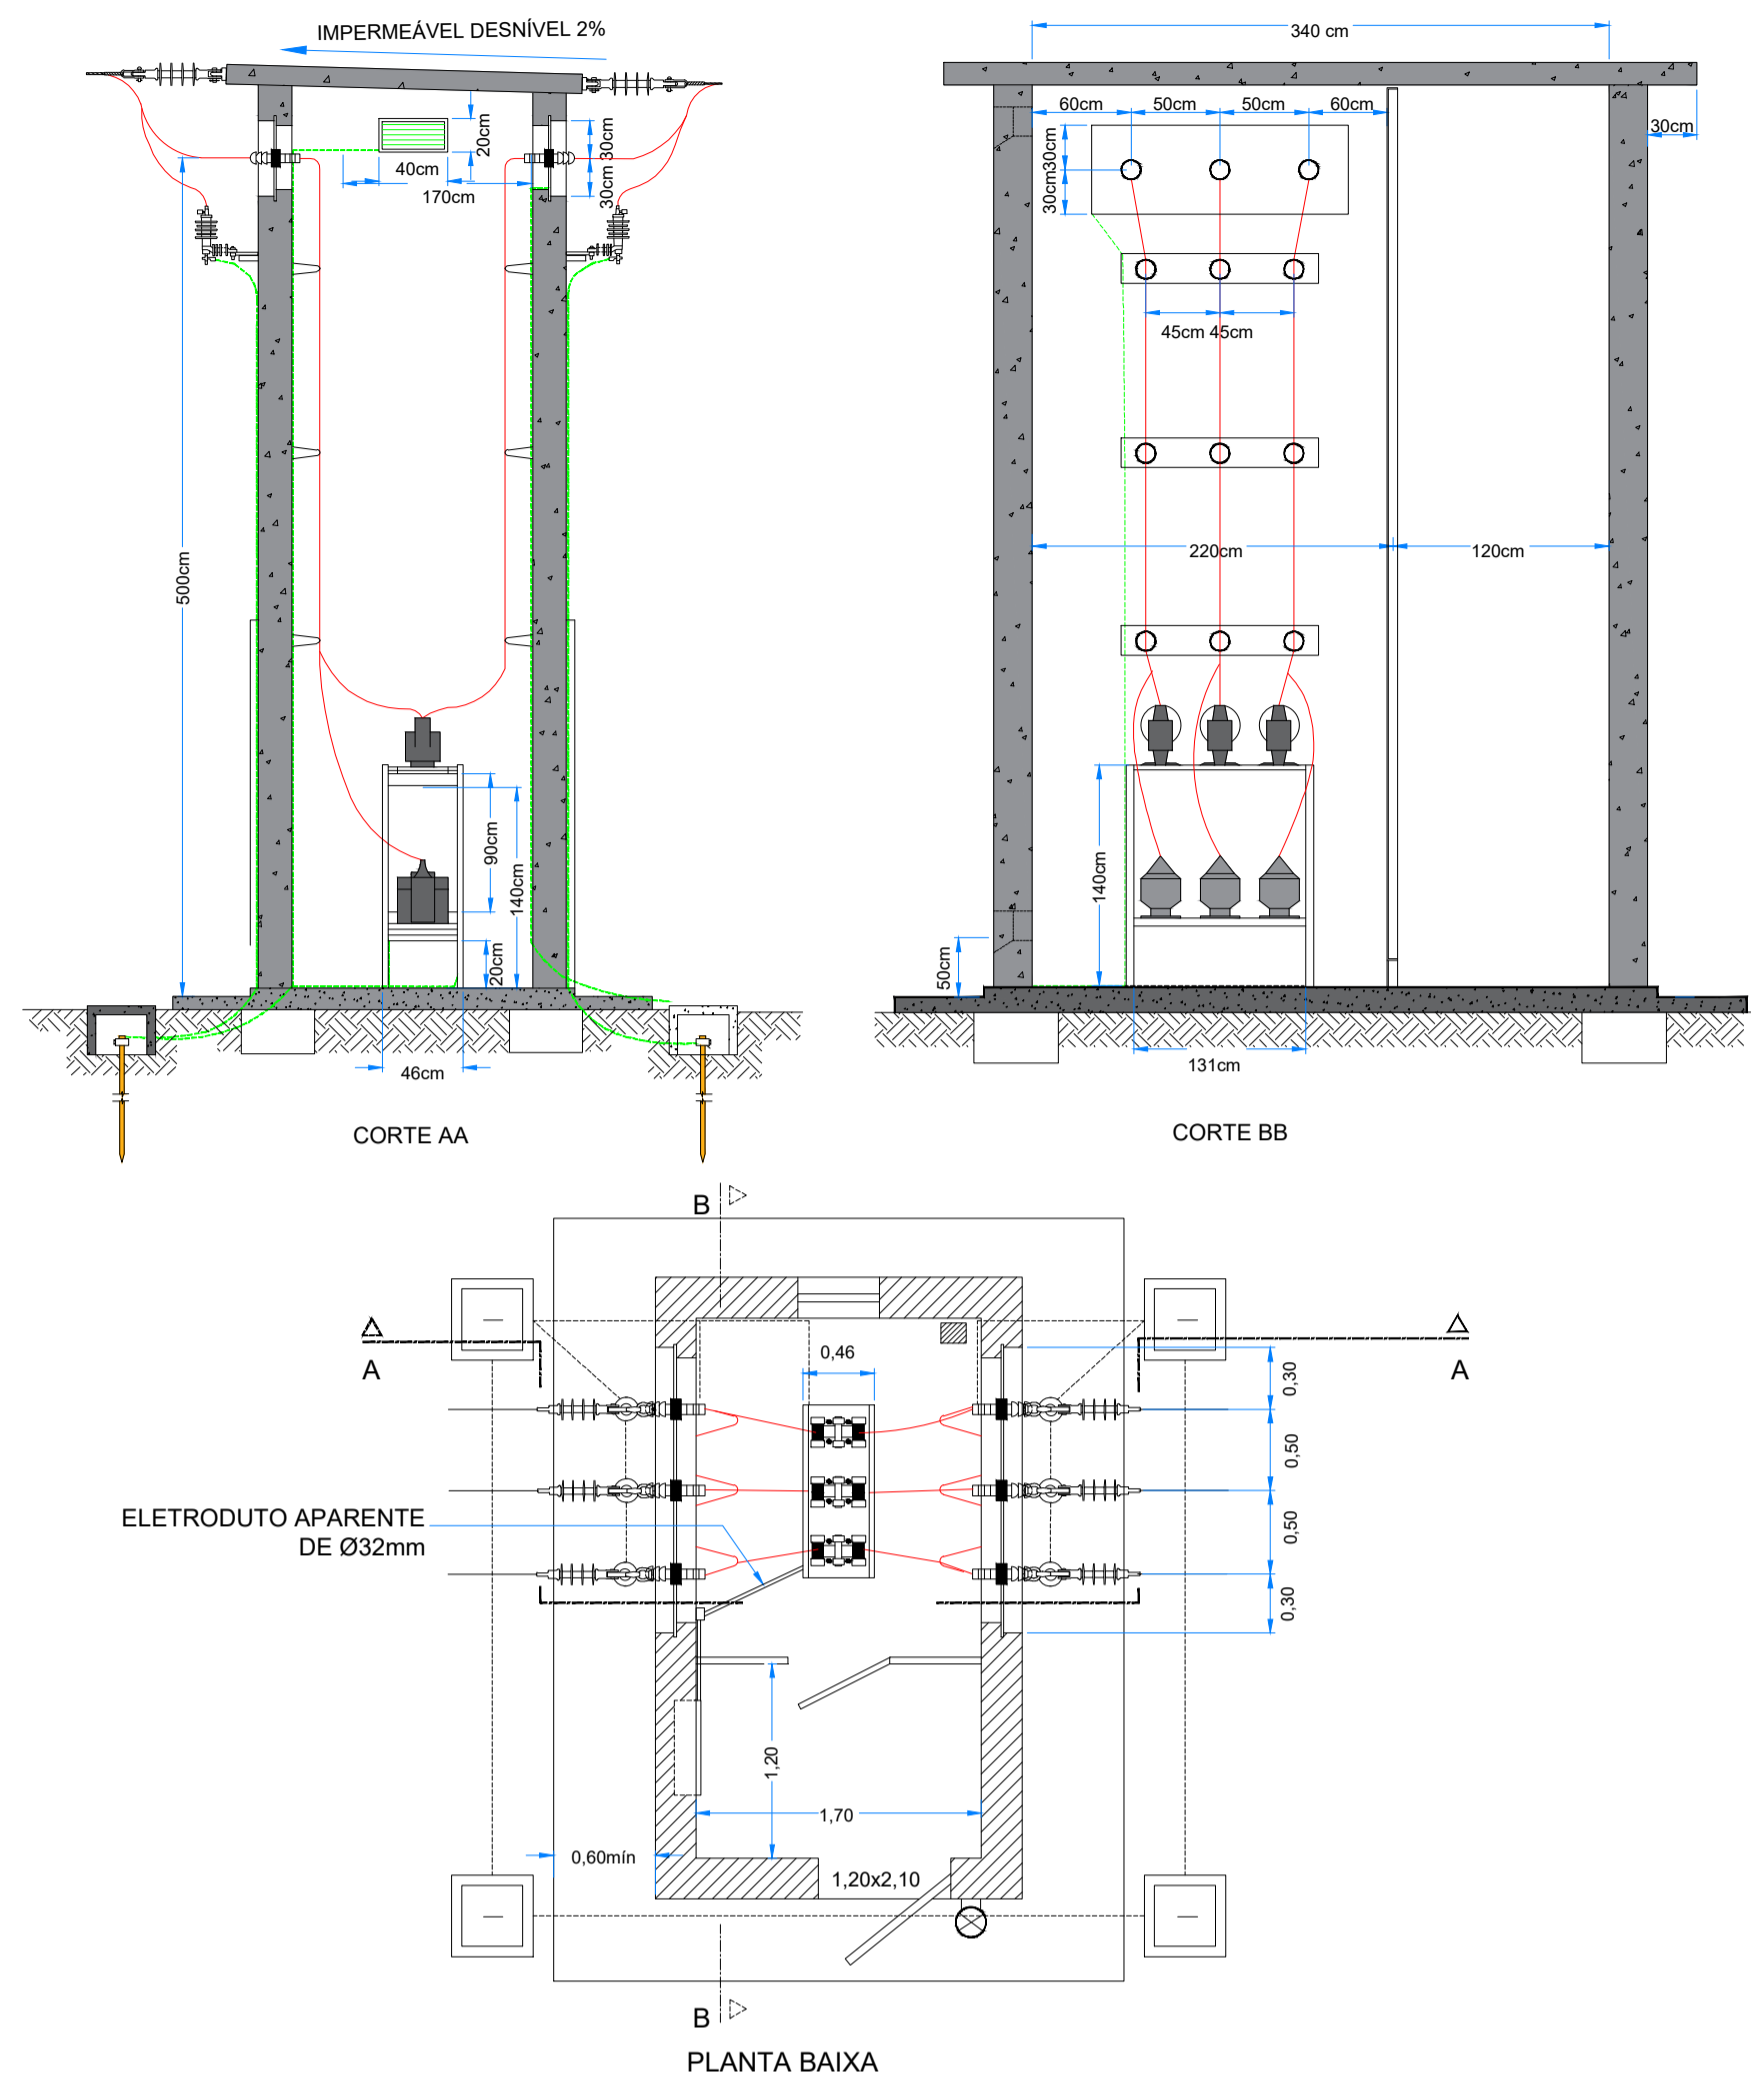 IMPERMEÁVEL DESNÍVEL 2%
20cm
40cm
170cm
30cm
30cm
500cm
90cm
140cm
20cm
46cm
CORTE AA
340 cm
60cm
50cm
50cm
60cm
30cm
30cm
30cm
45cm
45cm
220cm
120cm
140cm
50cm
131cm
CORTE BB
B
A
A
0,46
0,30
0,50
0,50
0,30
ELETRODUTO APARENTE
DE Ø32mm
1,20
1,70
0,60mín
1,20x2,10
B
PLANTA BAIXA